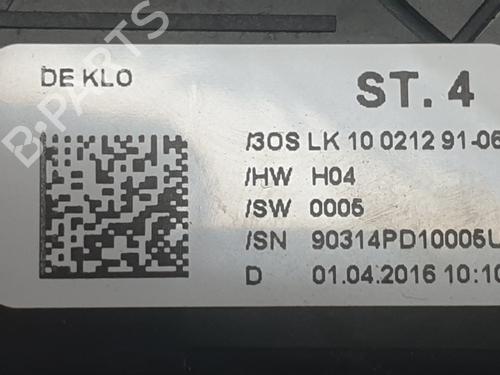 DE KLO
ST. 4
/3OS LK 10 0212 91-06
/HW H04
/SW 0005
/SN 90314PD10005U
D 01.04.2016 10:10
B-PARTS